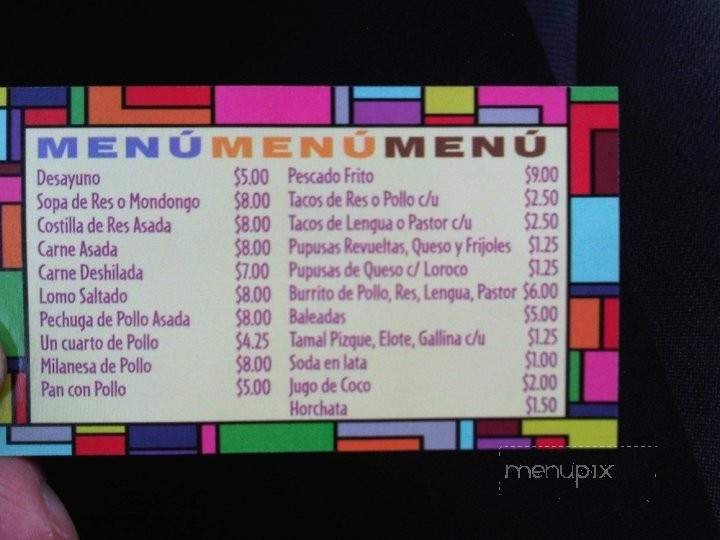 MENÚ MENÚ MENÚ
Desayuno $5.00
Sopa de Res o Mondongo $8.00
Costilla de Res Asada $8.00
Carne Asada $8.00
Carne Deshilada $7.00
Lomo Saltado $8.00
Pechuga de Pollo Asada $8.00
Un cuarto de Pollo $4.25
Milanesa de Pollo $8.00
Pan con Pollo $5.00
Pescado Frito $9.00
Tacos de Res o Pollo c/u $2.50
Tacos de Lengua o Pastor c/u $2.50
Pupusas Revueltas, Queso y Frijoles $1.25
Pupusas de Queso c/ Loroco $1.25
Burrito de Pollo, Res, Lengua, Pastor $6.00
Baleadas $5.00
Tamal Pizque, Elote, Gallina c/u $1.25
Soda en lata $1.00
Jugo de Coco $2.00
Horchata $1.50
menupix